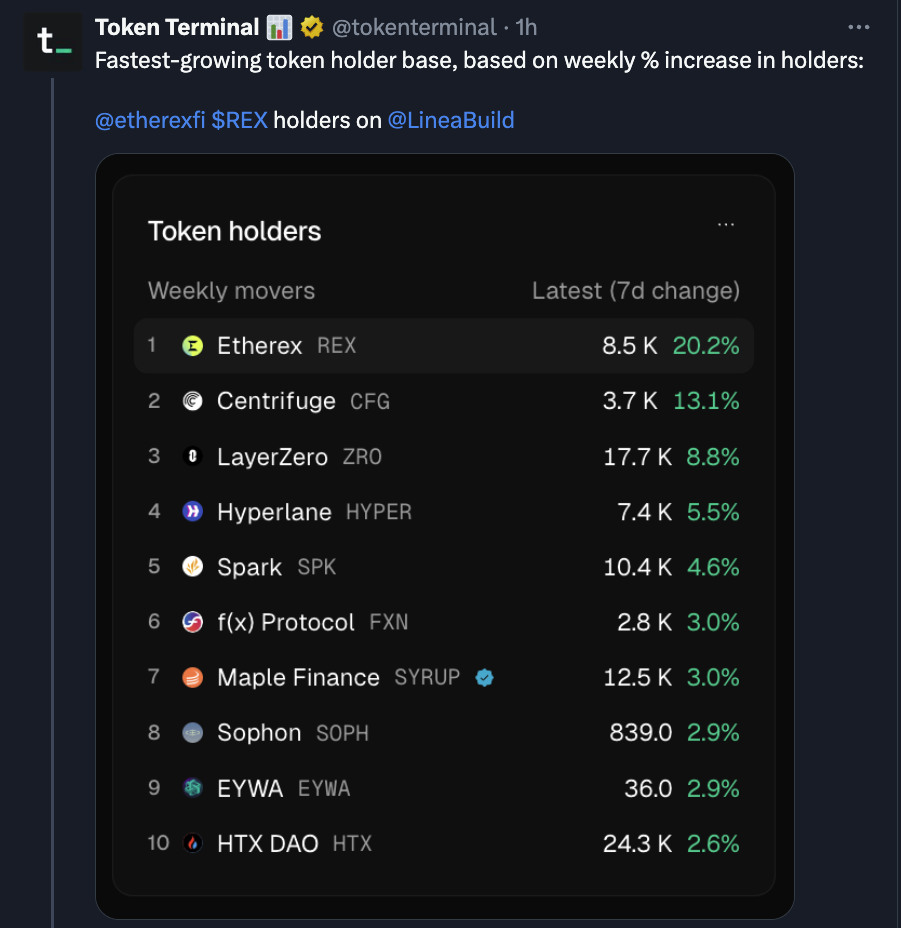 t_
Token Terminal 📊 @tokenterminal · 1h
Fastest-growing token holder base, based on weekly % increase in holders:
@etherexfi $REX holders on @LineaBuild
Token holders
Weekly movers Latest (7d change)
1 Etherex REX 8.5 K 20.2%
2 Centrifuge CFG 3.7 K 13.1%
3 LayerZero ZRO 17.7 K 8.8%
4 Hyperlane HYPER 7.4 K 5.5%
5 Spark SPK 10.4 K 4.6%
6 f(x) Protocol FXN 2.8 K 3.0%
7 Maple Finance SYRUP 12.5 K 3.0%
8 Sophon SOPH 839.0 2.9%
9 EYWA EYWA 36.0 2.9%
10 HTX DAO HTX 24.3 K 2.6%